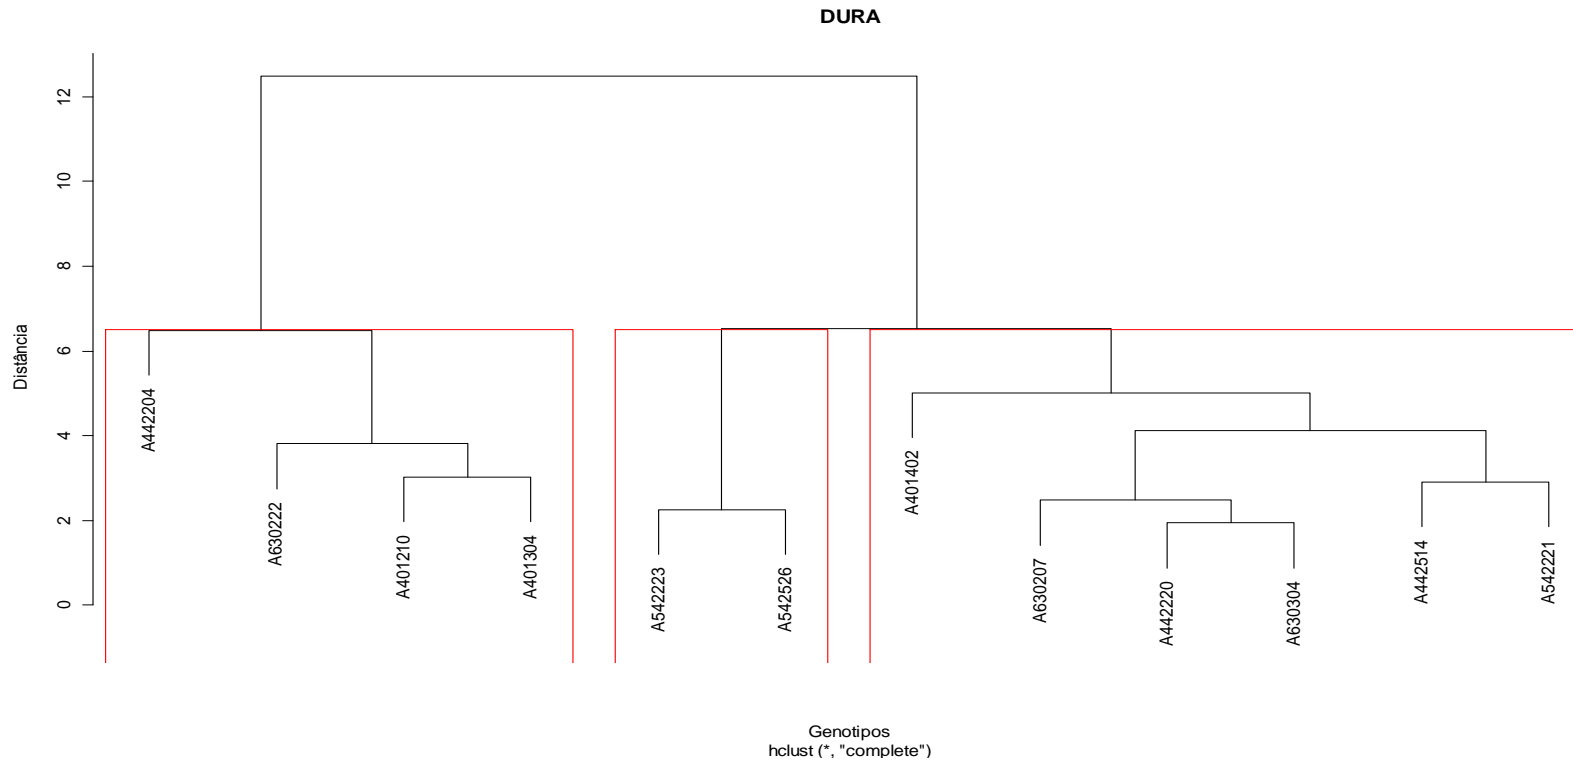 DURA
12
10
8
6
4
2
0
Distância
A442204
A630222
A401210
A401304
A542223
A542526
A401402
A630207
A442220
A630304
A442514
A542221
Genotipos
hclust (*, "complete")